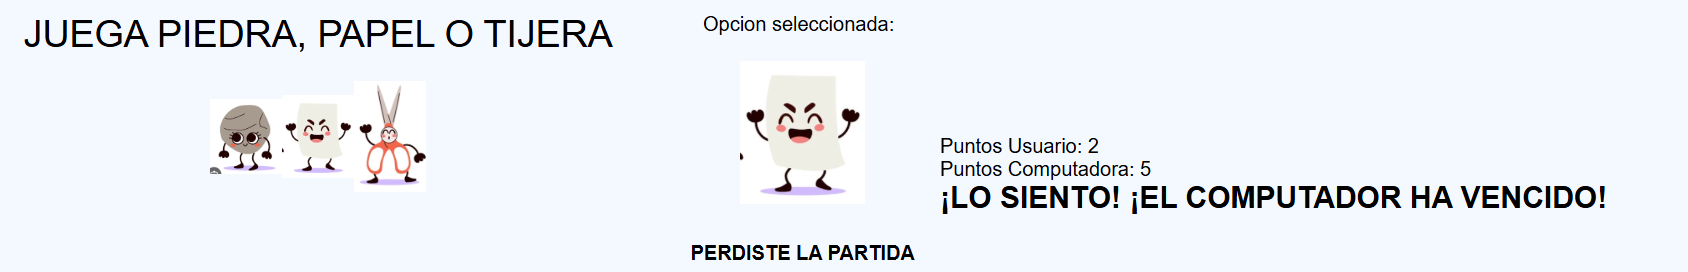 JUEGA PIEDRA, PAPEL O TIJERA
Opcion seleccionada:
Puntos Usuario: 2
Puntos Computadora: 5
¡LO SIENTO! ¡EL COMPUTADOR HA VENCIDO!
PERDISTE LA PARTIDA